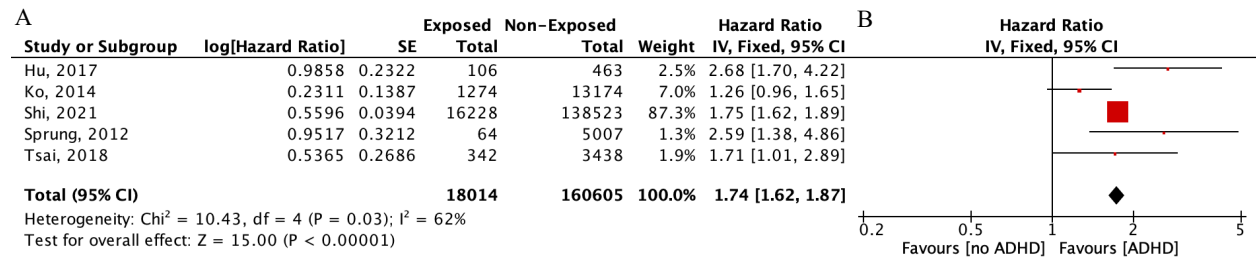 A
B
Exposed Non-Exposed Hazard Ratio Hazard Ratio
Study or Subgroup log[Hazard Ratio] SE Total Total Weight IV, Fixed, 95% CI IV, Fixed, 95% CI
Hu, 2017 0.9858 0.2322 106 463 2.5% 2.68 [1.70, 4.22]
Ko, 2014 0.2311 0.1387 1274 13174 7.0% 1.26 [0.96, 1.65]
Shi, 2021 0.5596 0.0394 16228 138523 87.3% 1.75 [1.62, 1.89]
Sprung, 2012 0.9517 0.3212 64 5007 1.3% 2.59 [1.38, 4.86]
Tsai, 2018 0.5365 0.2686 342 3438 1.9% 1.71 [1.01, 2.89]
Total (95% CI) 18014 160605 100.0% 1.74 [1.62, 1.87]
Heterogeneity: Chi² = 10.43, df = 4 (P = 0.03); I² = 62%
Test for overall effect: Z = 15.00 (P < 0.00001)
0.2 0.5 1 2 5
Favours [no ADHD] Favours [ADHD]